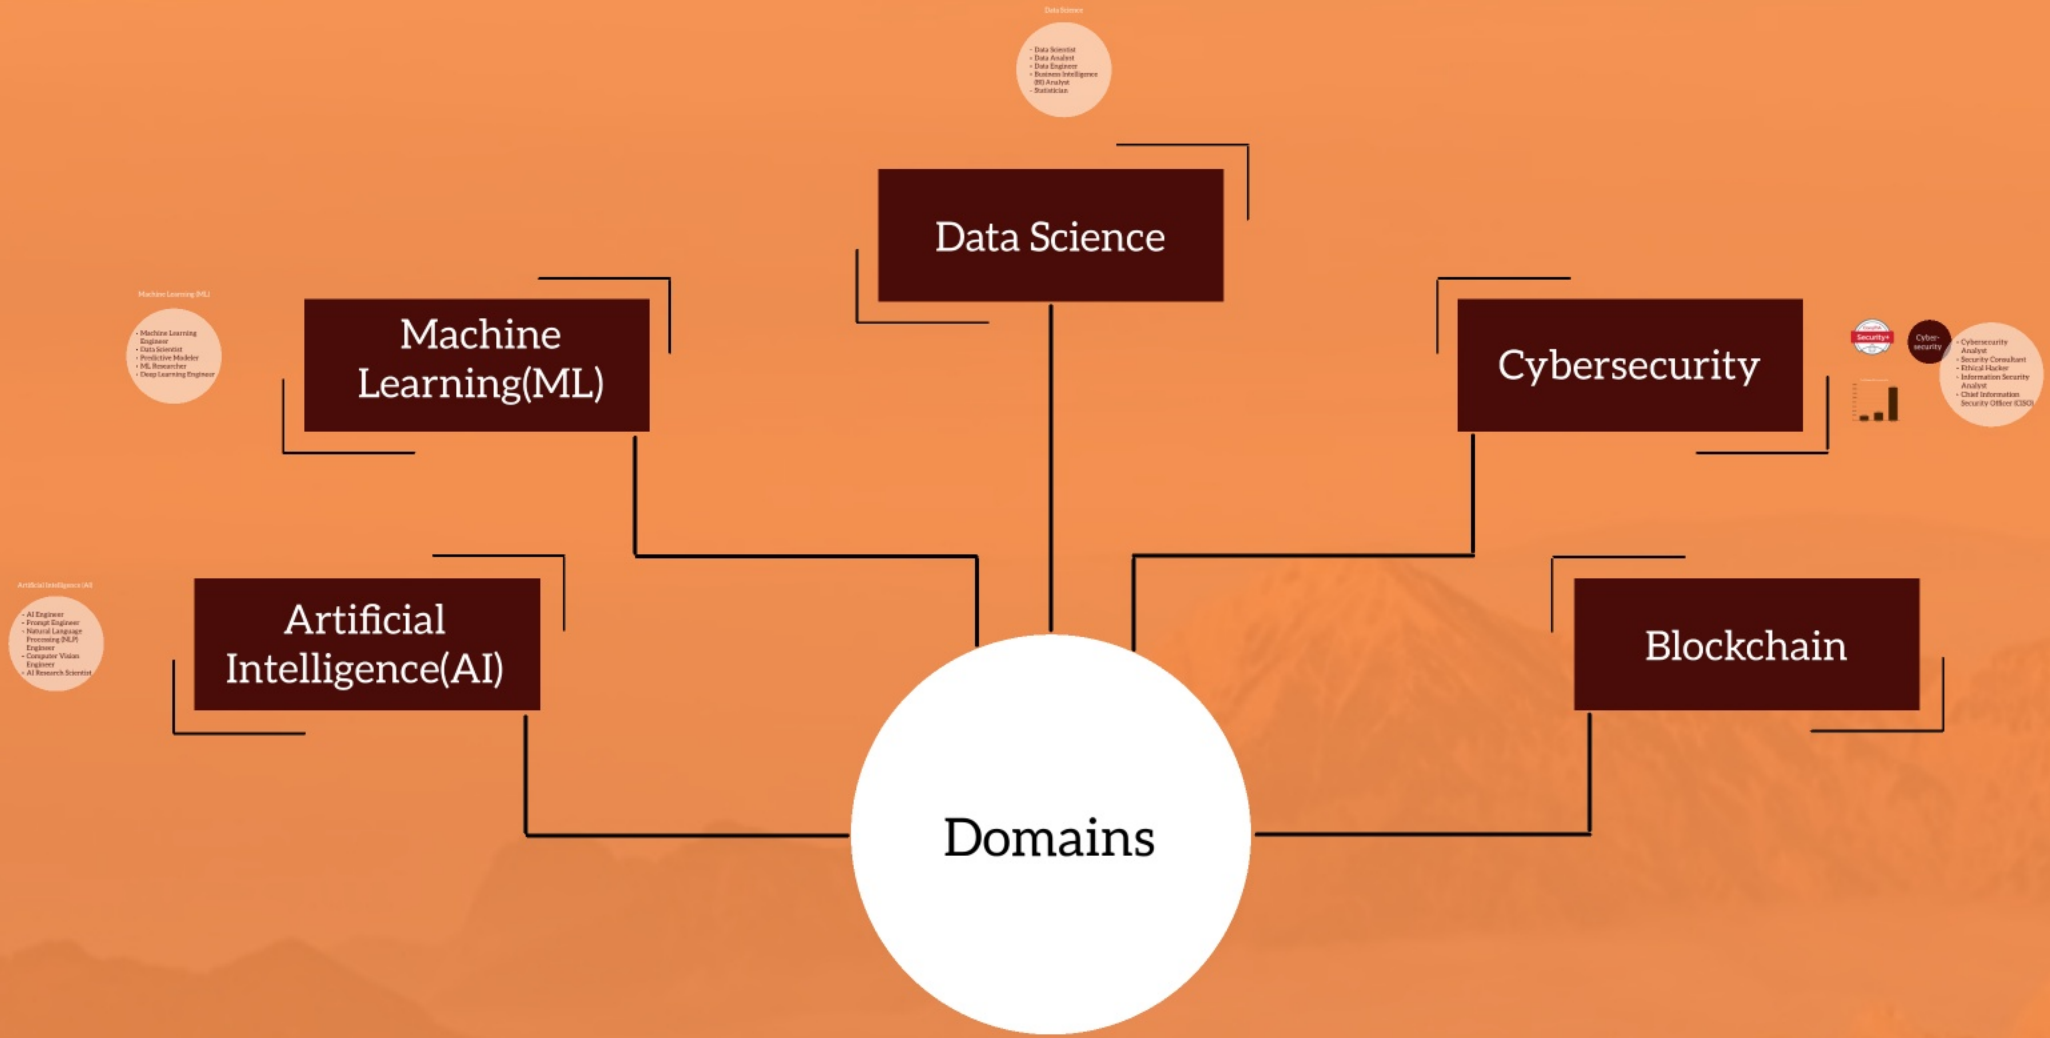 Data Science
- Data Scientist
• Data Analyst
• Data Engineer
• Business Intelligence
(BI) Analyst
- Statistician
Data Science
Machine Learning (ML)
• Machine Learning
Engineer
• Data Scientist
• Predictive Modeler
• ML Researcher
• Deep Learning Engineer
Machine
Learning(ML)
Cybersecurity
Security+
Cyber-
security
• Cybersecurity
Analyst
• Security Consultant
• Ethical Hacker
• Information Security
Analyst
• Chief Information
Security Officer (CISO)
Artificial Intelligence (AI)
• AI Engineer
• Prompt Engineer
- Natural Language
Processing (NLP)
Engineer
• Computer Vision
Engineer
• AI Research Scientist
Artificial
Intelligence(AI)
Blockchain
Domains